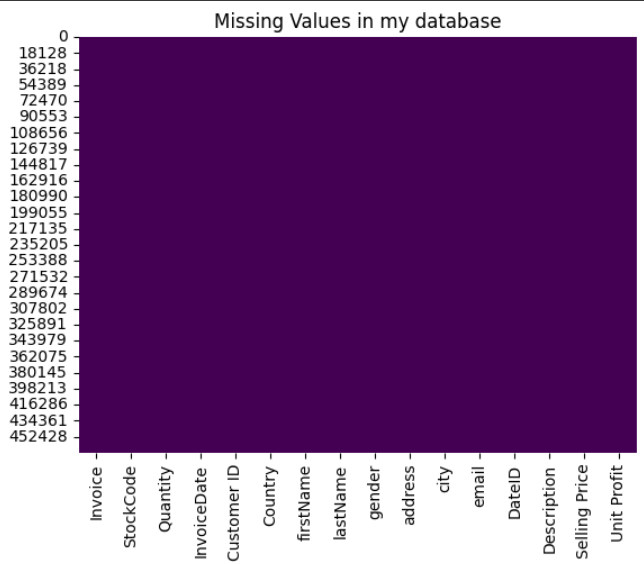 Missing Values in my database
0
18128
36218
54389
72470
90553
108656
126739
144817
162916
180990
199055
217135
235205
253388
271532
289674
307802
325891
343979
362075
380145
398213
416286
434361
452428
Invoice
StockCode
Quantity
InvoiceDate
Customer ID
Country
firstName
lastName
gender
address
city
email
DateID
Description
Selling Price
Unit Profit